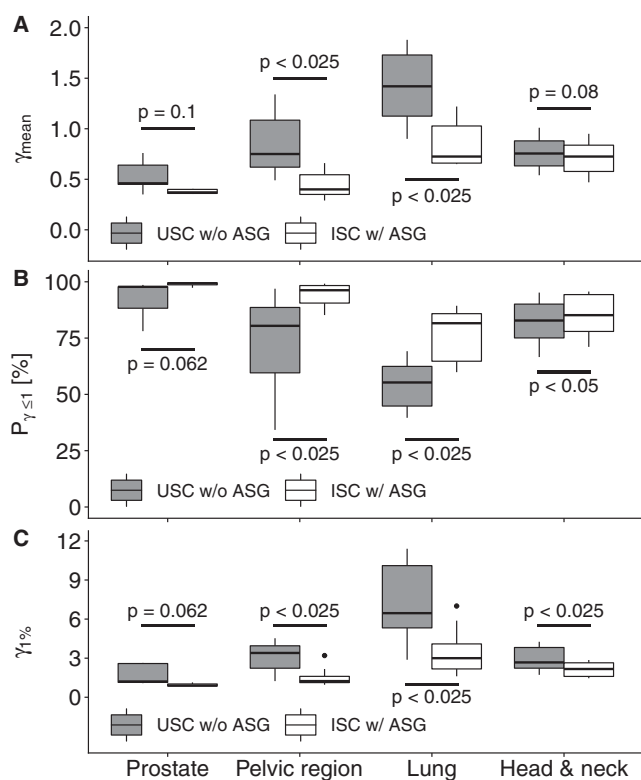 A
2.0
1.5
1.0
0.5
0.0
γmean
p = 0.1
p < 0.025
p < 0.025
p = 0.08
USC w/o ASG
ISC w/ ASG
B
100
75
50
25
0
Pγ ≤1 [%]
p = 0.062
p < 0.025
p < 0.025
p < 0.05
USC w/o ASG
ISC w/ ASG
C
12
9
6
3
0
γ1%
p = 0.062
p < 0.025
p < 0.025
p < 0.025
USC w/o ASG
ISC w/ ASG
Prostate
Pelvic region
Lung
Head & neck